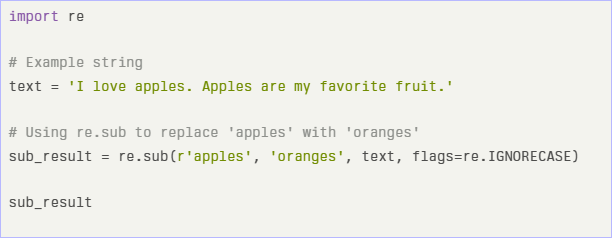 import re
# Example string
text = 'I love apples. Apples are my favorite fruit.'
# Using re.sub to replace 'apples' with 'oranges'
sub_result = re.sub(r'apples', 'oranges', text, flags=re.IGNORECASE)
sub_result